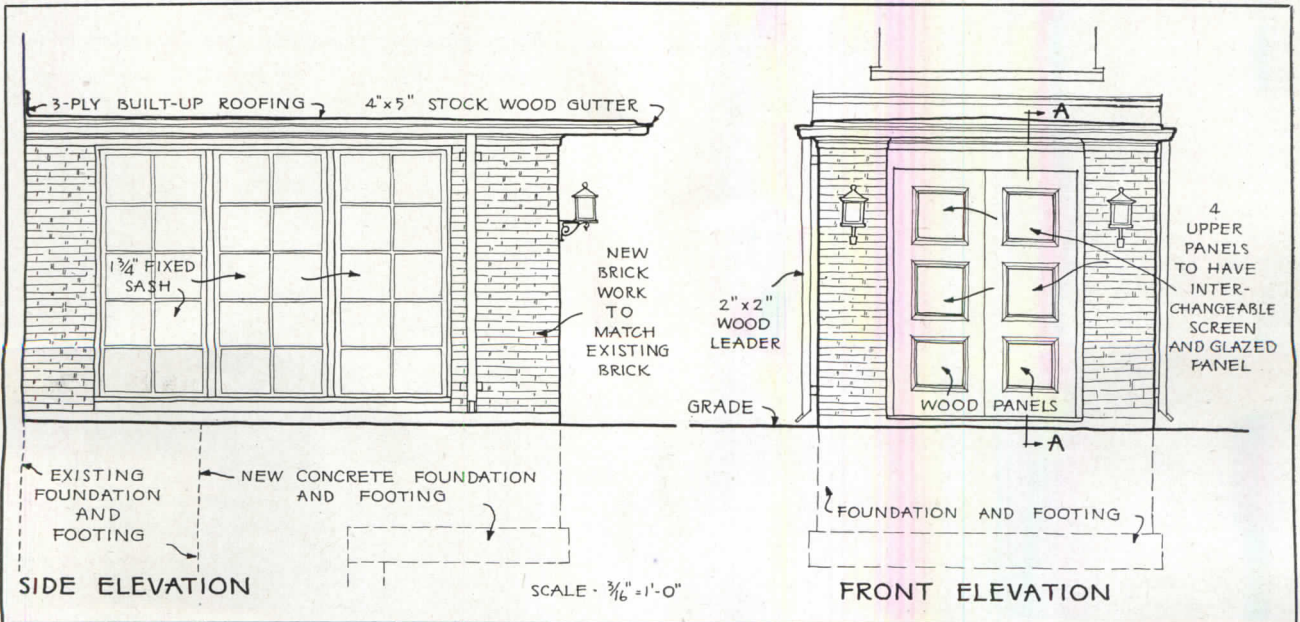 3-PLY BUILT-UP ROOFING
4"x5" STOCK WOOD GUTTER
1 3/4" FIXED
SASH
NEW
BRICK
WORK
TO
MATCH
EXISTING
BRICK
EXISTING
FOUNDATION
AND
FOOTING
NEW CONCRETE FOUNDATION
AND FOOTING
SIDE ELEVATION
SCALE - 3/16" = 1'-0"
A
2"x2"
WOOD
LEADER
4
UPPER
PANELS
TO HAVE
INTER-
CHANGEABLE
SCREEN
AND GLAZED
PANEL
GRADE
WOOD PANELS
A
FOUNDATION AND FOOTING
FRONT ELEVATION